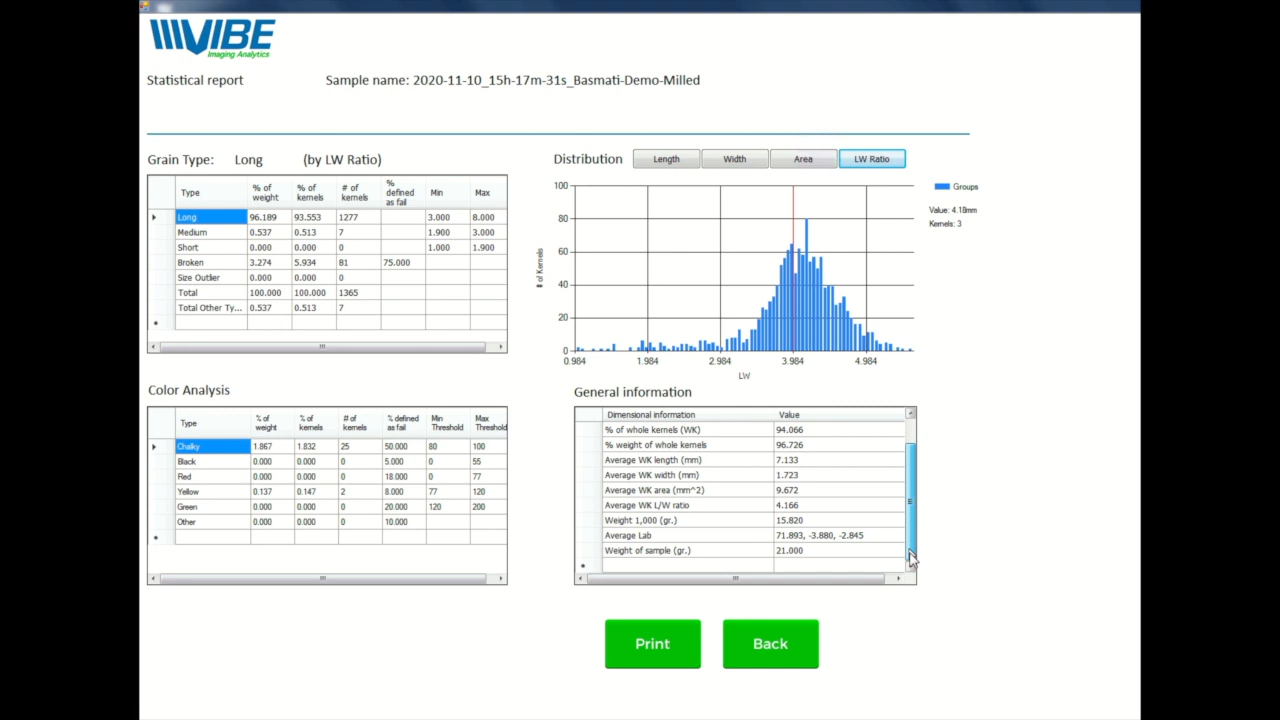 VIBE
Imaging Analytics
Statistical report Sample name: 2020-11-10_15h-17m-31s_Basmati-Demo-Milled
Grain Type: Long (by LW Ratio)
Type % of weight % of kernels # of kernels % defined as fail Min Max
Long 96.189 93.553 1277 3.000 8.000
Medium 0.537 0.513 7 1.900 3.000
Short 0.000 0.000 0 1.000 1.900
Broken 3.274 5.934 81 75.000
Size Outlier 0.000 0.000 0
Total 100.000 100.000 1365
Total Other Ty... 0.537 0.513 7
Distribution Length Width Area LW Ratio
100
80
60
40
20
0
# of Kernels
0.984 1.984 2.984 3.984 4.984
LW
Groups
Value: 4.18mm
Kernels: 3
Color Analysis
Type % of weight % of kernels # of kernels % defined as fail Min Threshold Max Threshold
Chalky 1.867 1.832 25 50.000 80 100
Black 0.000 0.000 0 5.000 0 55
Red 0.000 0.000 0 18.000 0 77
Yellow 0.137 0.147 2 8.000 77 120
Green 0.000 0.000 0 20.000 120 200
Other 0.000 0.000 0 10.000
General information
Dimensional information Value
% of whole kernels (WK) 94.066
% weight of whole kernels 96.726
Average WK length (mm) 7.133
Average WK width (mm) 1.723
Average WK area (mm^2) 9.672
Average WK L/W ratio 4.166
Weight 1,000 (gr.) 15.820
Average Lab 71.893, -3.880, -2.845
Weight of sample (gr.) 21.000
Print Back